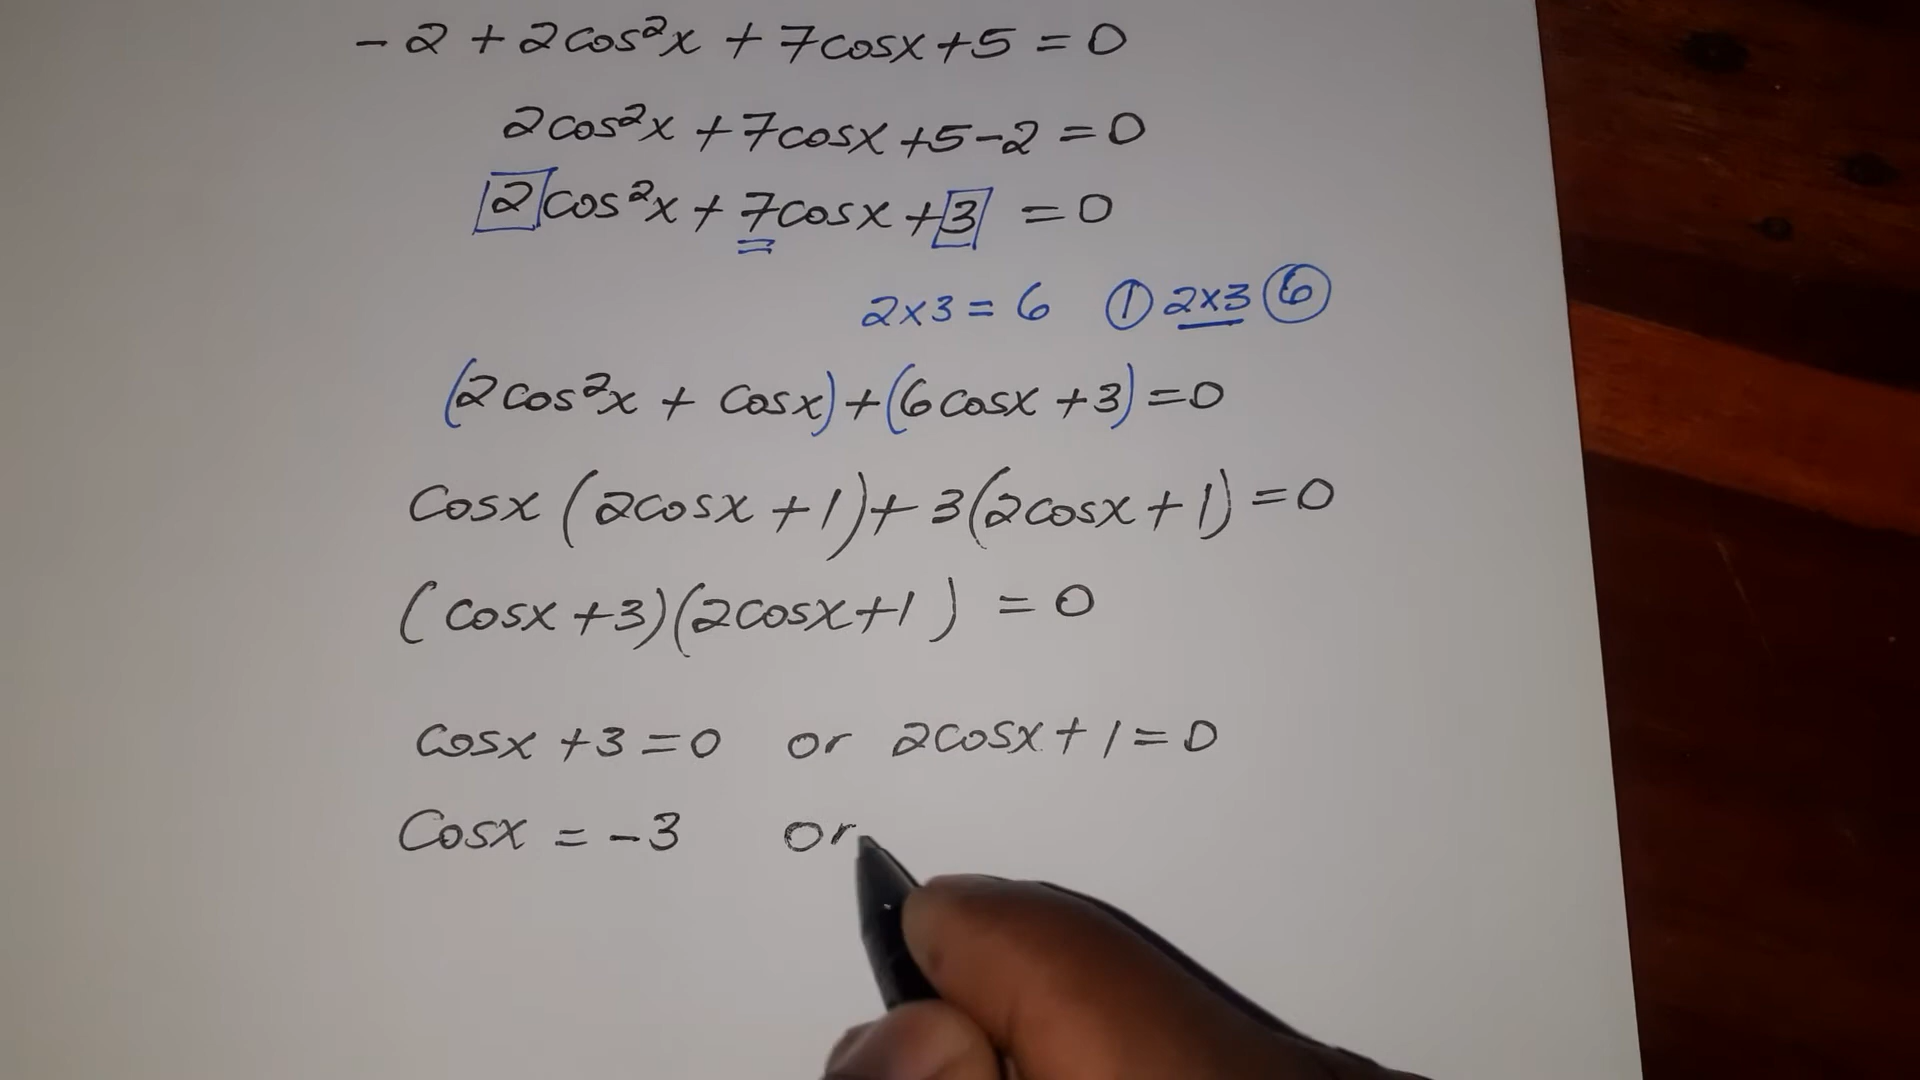 - 2 + 2cos²x + 7cosx + 5 = 0
2cos²x + 7cosx + 5 - 2 = 0
2cos²x + 7cosx + 3 = 0
2 x 3 = 6 1 2x3 6
(2cos²x + cosx) + (6cosx + 3) = 0
Cosx (2cosx + 1) + 3(2cosx + 1) = 0
(cosx + 3)(2cosx + 1) = 0
Cosx + 3 = 0 or 2cosx + 1 = 0
Cosx = -3 or